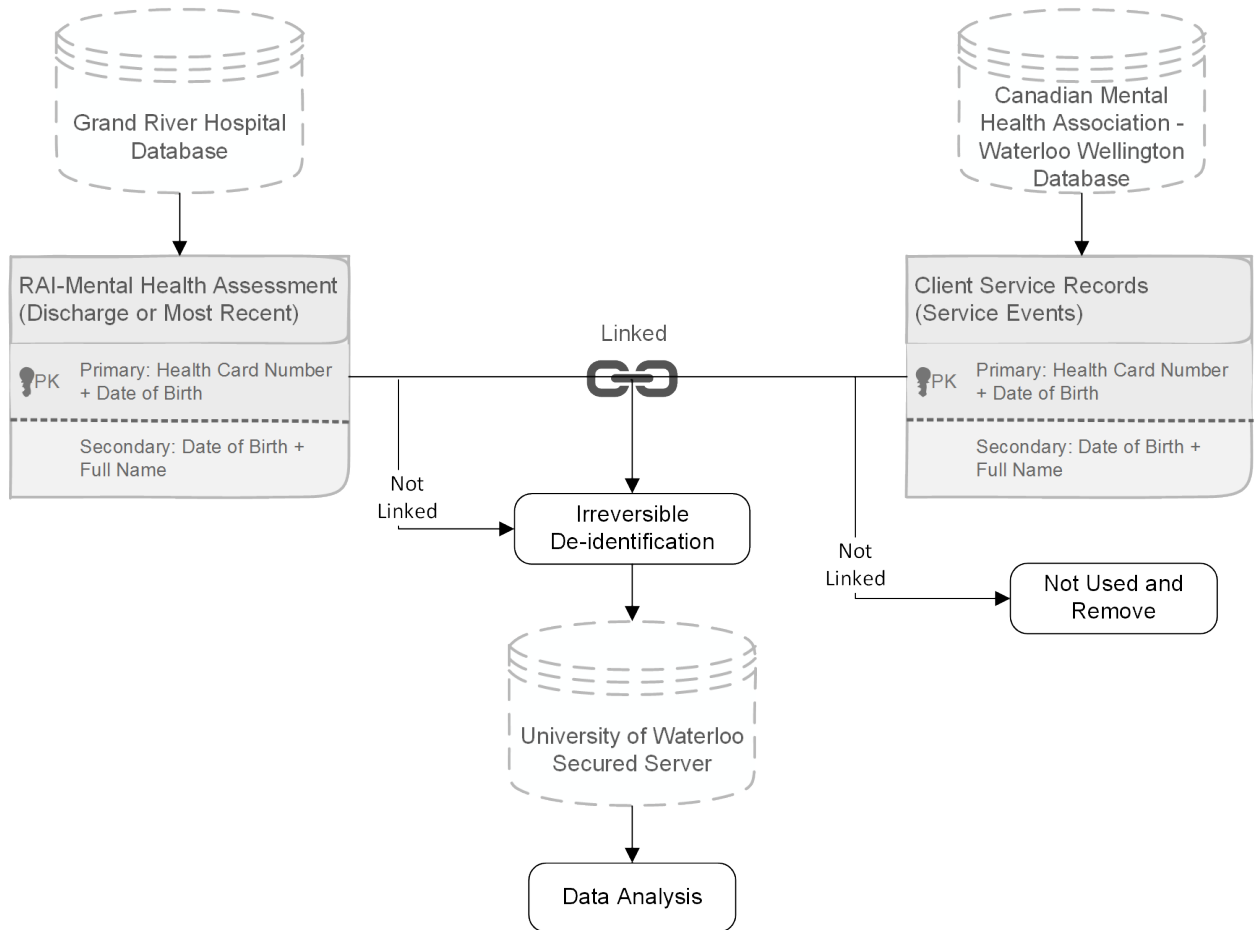 Grand River Hospital
Database
Canadian Mental
Health Association -
Waterloo Wellington
Database
RAI-Mental Health Assessment
(Discharge or Most Recent)
PK
Primary: Health Card Number
+ Date of Birth
Secondary: Date of Birth +
Full Name
Linked
Client Service Records
(Service Events)
PK
Primary: Health Card Number
+ Date of Birth
Secondary: Date of Birth +
Full Name
Not
Linked
Irreversible
De-identification
Not
Linked
Not Used and
Remove
University of Waterloo
Secured Server
Data Analysis